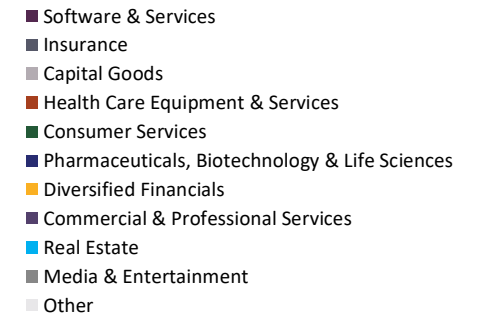 Software & Services
Insurance
Capital Goods
Health Care Equipment & Services
Consumer Services
Pharmaceuticals, Biotechnology & Life Sciences
Diversified Financials
Commercial & Professional Services
Real Estate
Media & Entertainment
Other